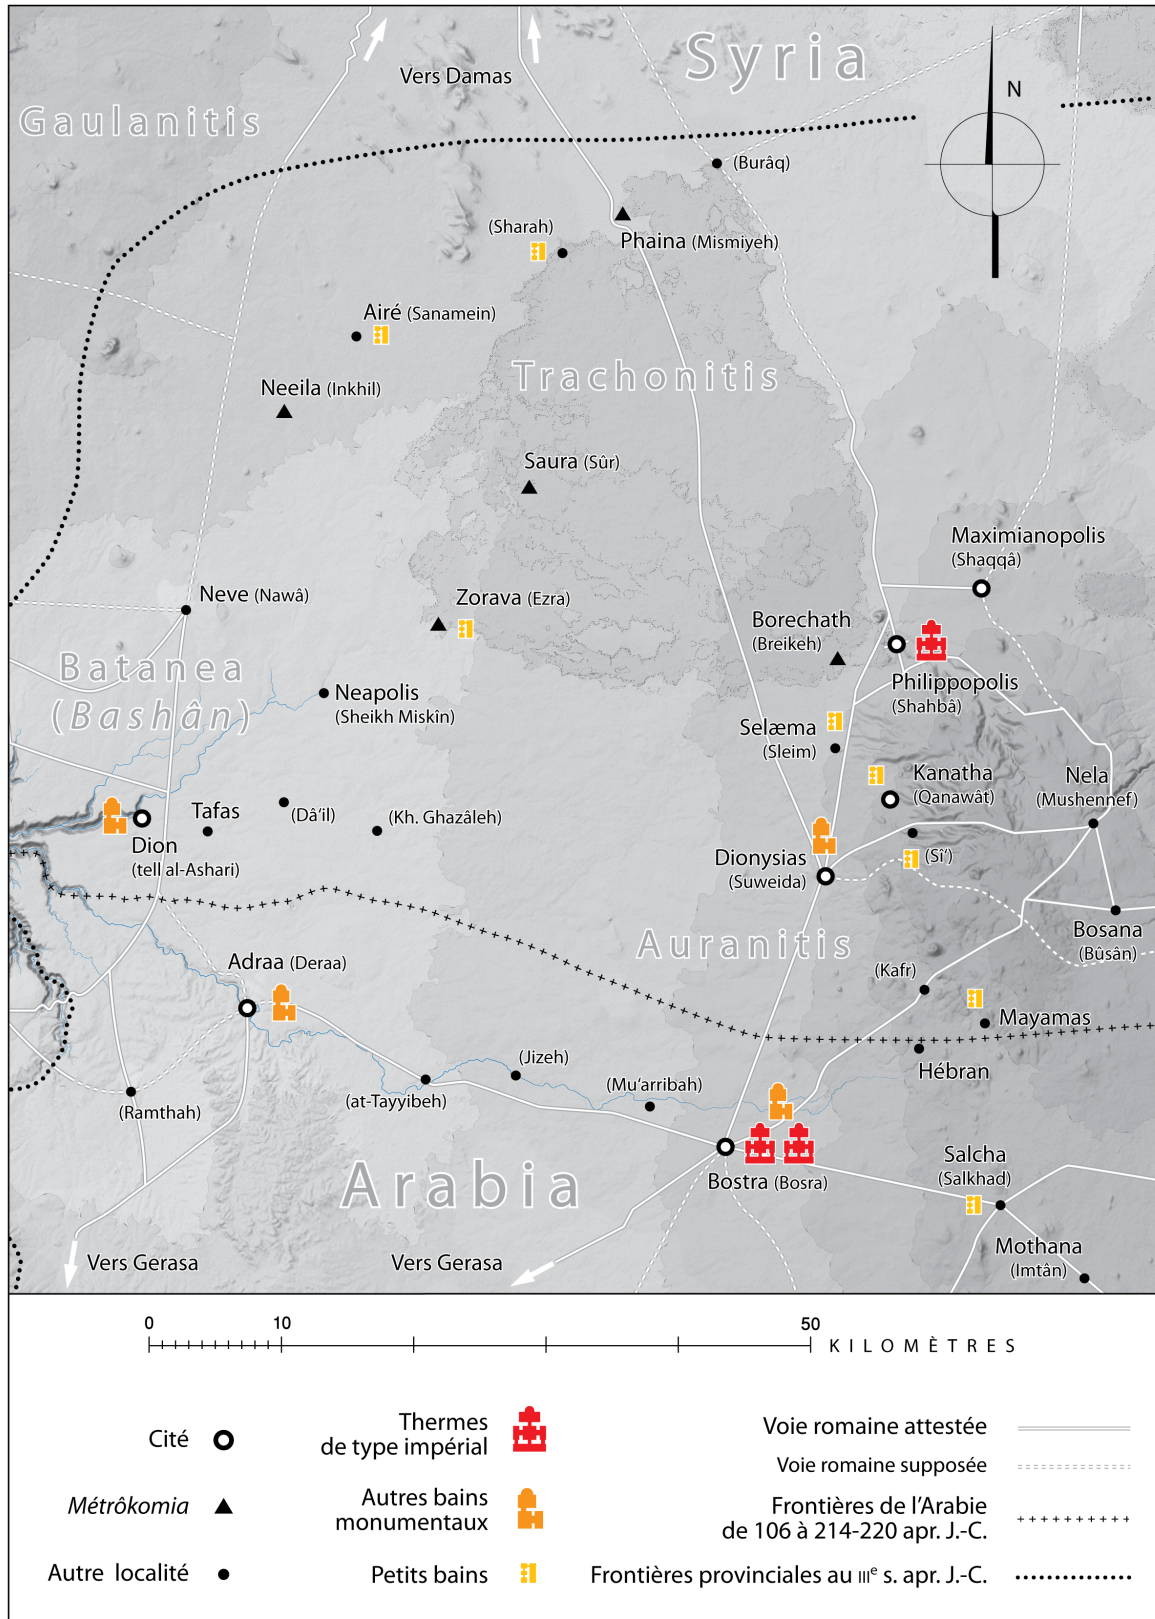 Syria
Vers Damas
N
Gaulanitis
(Burâq)
(Sharah)
Phaina (Mismiyeh)
Airé (Sanamein)
Trachonitis
Neeila (Inkhil)
Saura (Sûr)
Maximianopolis
(Shaqqâ)
Neve (Nawâ)
Zorava (Ezra)
Borechath
(Breikeh)
Batanea
(Bashân)
Neapolis
(Sheikh Miskîn)
Philippopolis
(Shahbâ)
Selæma
(Sleim)
Kanatha
(Qanawât)
Nela
(Mushennef)
Tafas
(Dâ‘il)
(Kh. Ghazâleh)
Dion
(tell al-Ashari)
Dionysias
(Suweida)
(Sî‘)
Bosana
(Bûsân)
Auranitis
Adraa (Deraa)
(Kafr)
Mayamas
Hébran
(Jizeh)
(Ramthah)
(at-Tayyibeh)
(Mu‘arribah)
Salcha
(Salkhad)
Arabia
Bostra (Bosra)
Mothana
(Imtân)
Vers Gerasa
Vers Gerasa
0 10 50
KILOMÈTRES
Cité
Métrôkomia
Autre localité
Thermes
de type impérial
Autres bains
monumentaux
Petits bains
Voie romaine attestée
Voie romaine supposée
Frontières de l’Arabie
de 106 à 214-220 apr. J.-C.
Frontières provinciales au IIIe s. apr. J.-C.